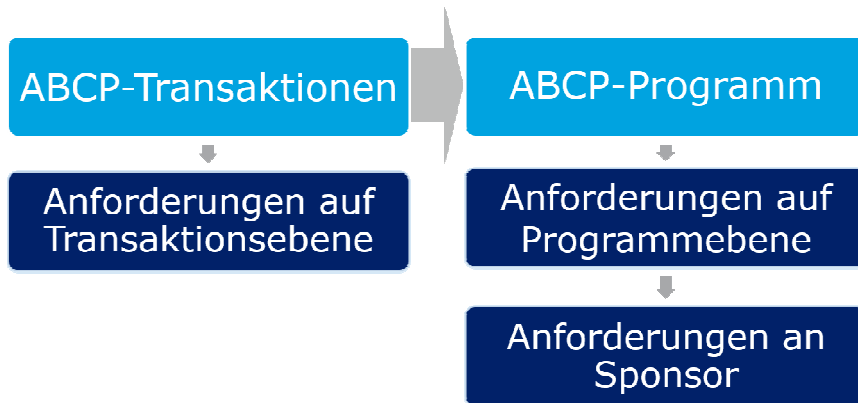 ABCP-Transaktionen
ABCP-Programm
Anforderungen auf
Transaktionsebene
Anforderungen auf
Programmebene
Anforderungen an
Sponsor